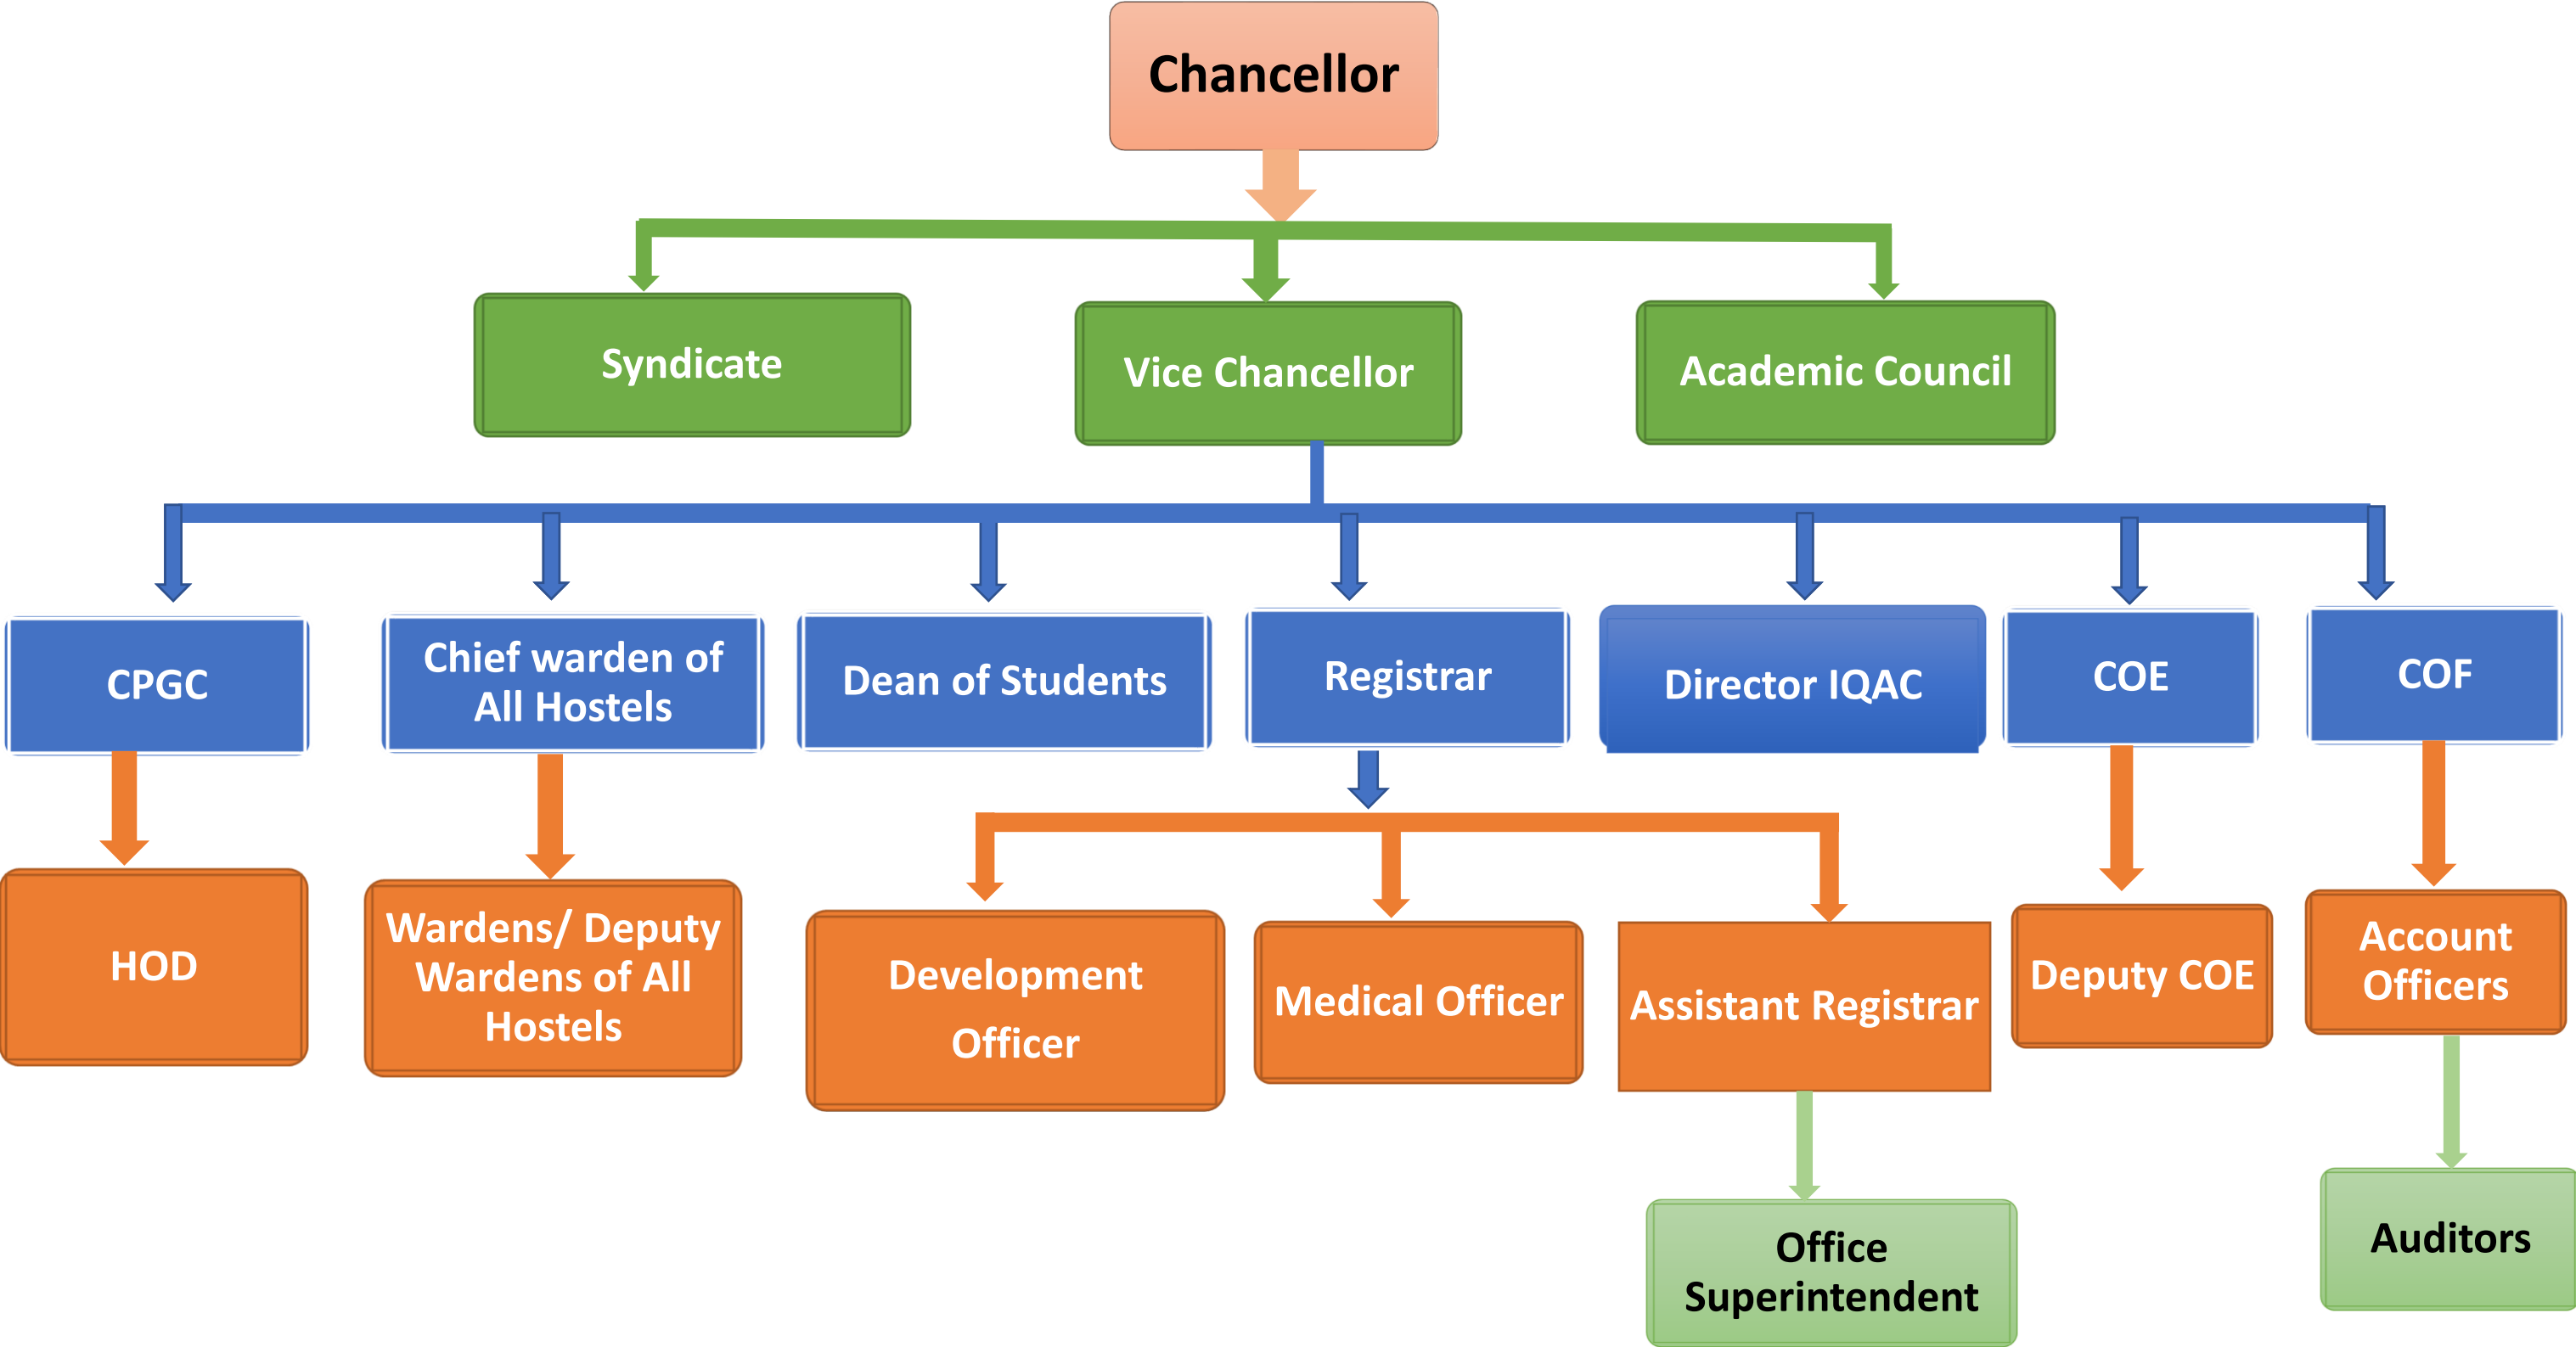 Chancellor
Syndicate
Vice Chancellor
Academic Council
CPGC
Chief warden of
All Hostels
Dean of Students
Registrar
Director IQAC
COE
COF
HOD
Wardens/ Deputy
Wardens of All
Hostels
Development
Officer
Medical Officer
Assistant Registrar
Deputy COE
Account
Officers
Office
Superintendent
Auditors